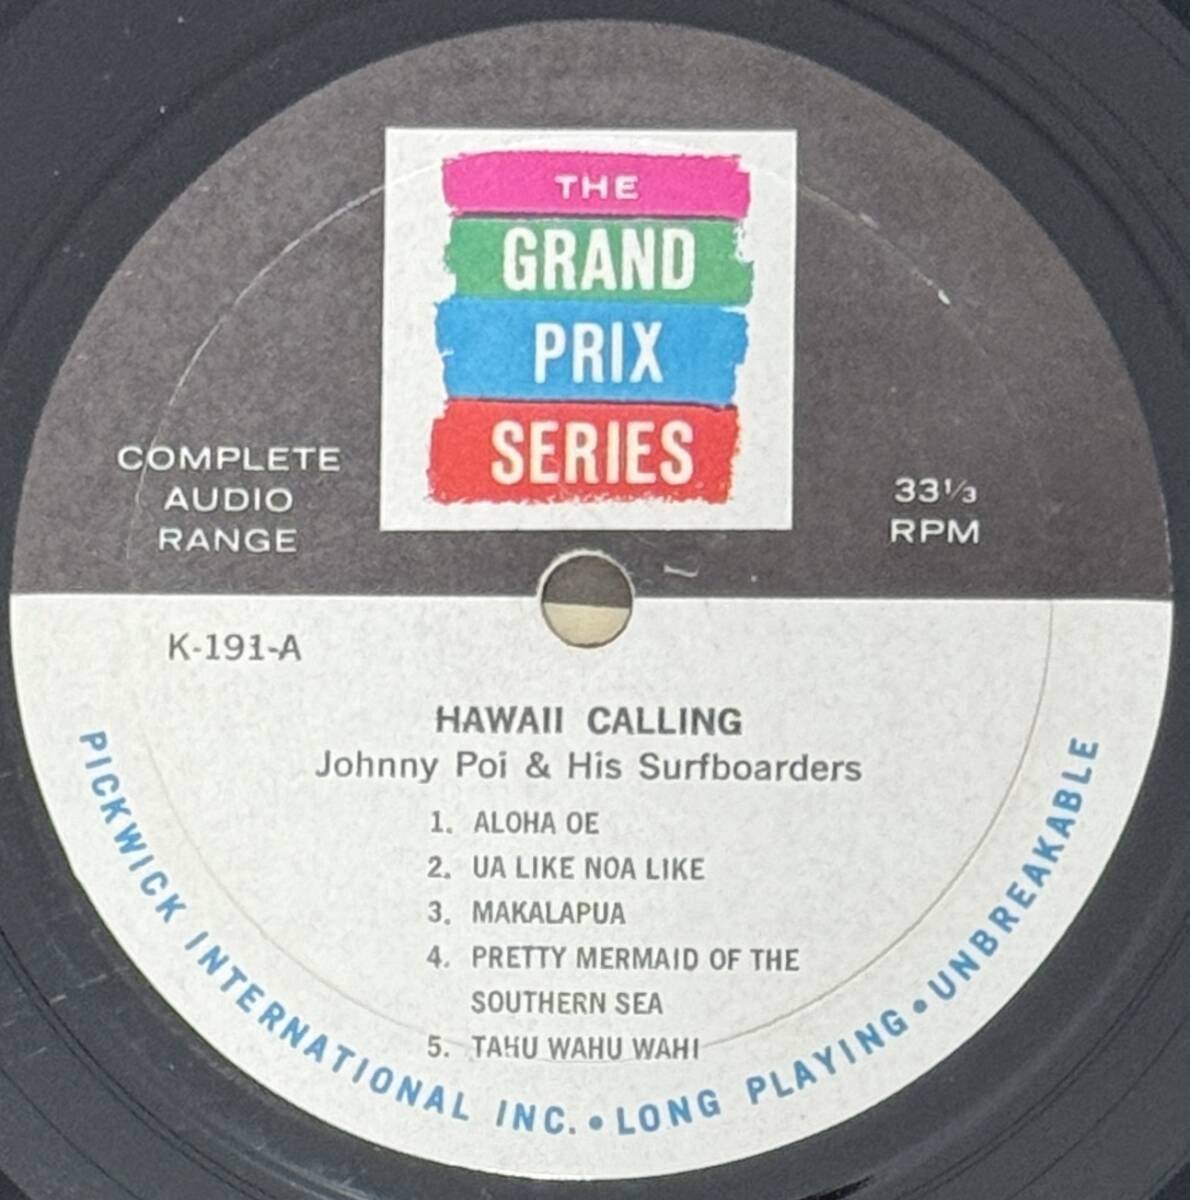 THE
GRAND
PRIX
SERIES
COMPLETE
AUDIO
RANGE
33⅓
RPM
K-191-A
HAWAII CALLING
Johnny Poi & His Surfboarders
1. ALOHA OE
2. UA LIKE NOA LIKE
3. MAKALAPUA
4. PRETTY MERMAID OF THE
SOUTHERN SEA
5. TAHU WAHU WAHI
PICKWICK INTERNATIONAL INC. • LONG PLAYING • UNBREAKABLE